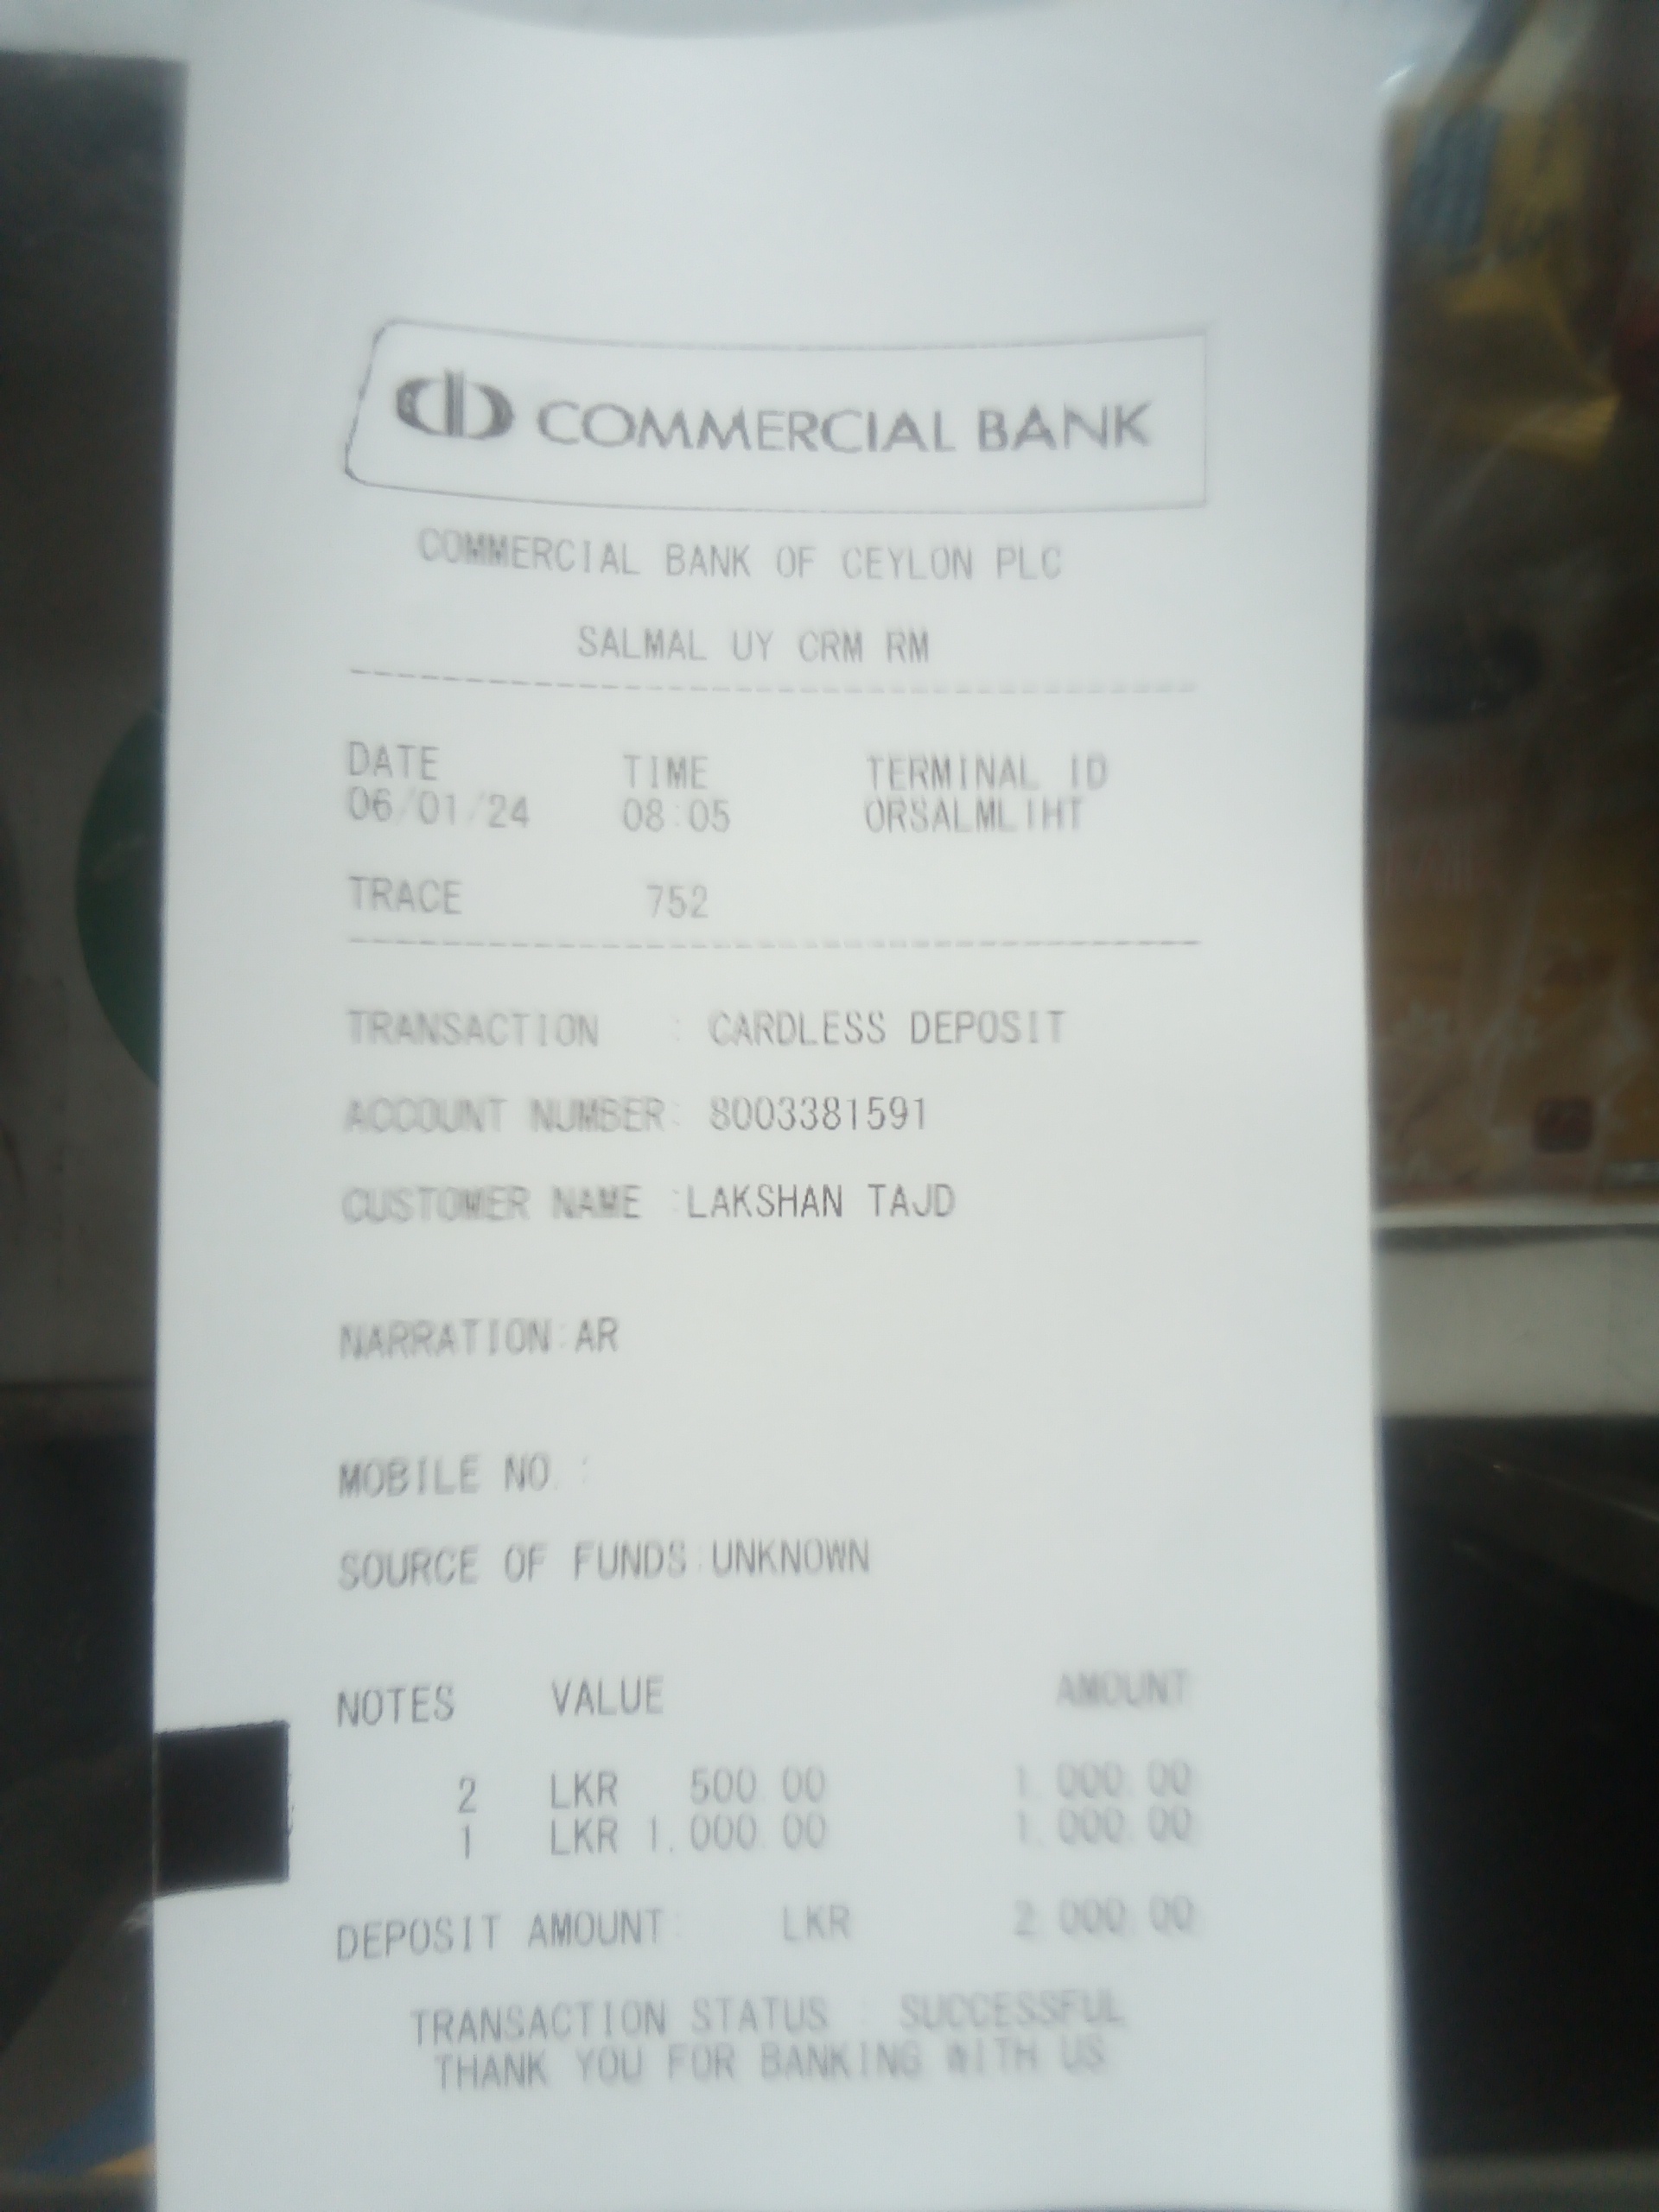 COMMERCIAL BANK
COMMERCIAL BANK OF CEYLON PLC
SALMAL UY CRM RM
DATE TIME TERMINAL ID
06/01/24 08:05 ORSALMLIHT
TRACE 752
TRANSACTION : CARDLESS DEPOSIT
ACCOUNT NUMBER: 8003381591
CUSTOMER NAME :LAKSHAN TAJD
NARRATION:AR
MOBILE NO. :
SOURCE OF FUNDS:UNKNOWN
NOTES VALUE AMOUNT
2 LKR 500.00 1,000.00
1 LKR 1,000.00 1,000.00
DEPOSIT AMOUNT: LKR 2,000.00
TRANSACTION STATUS : SUCCESSFUL
THANK YOU FOR BANKING WITH US